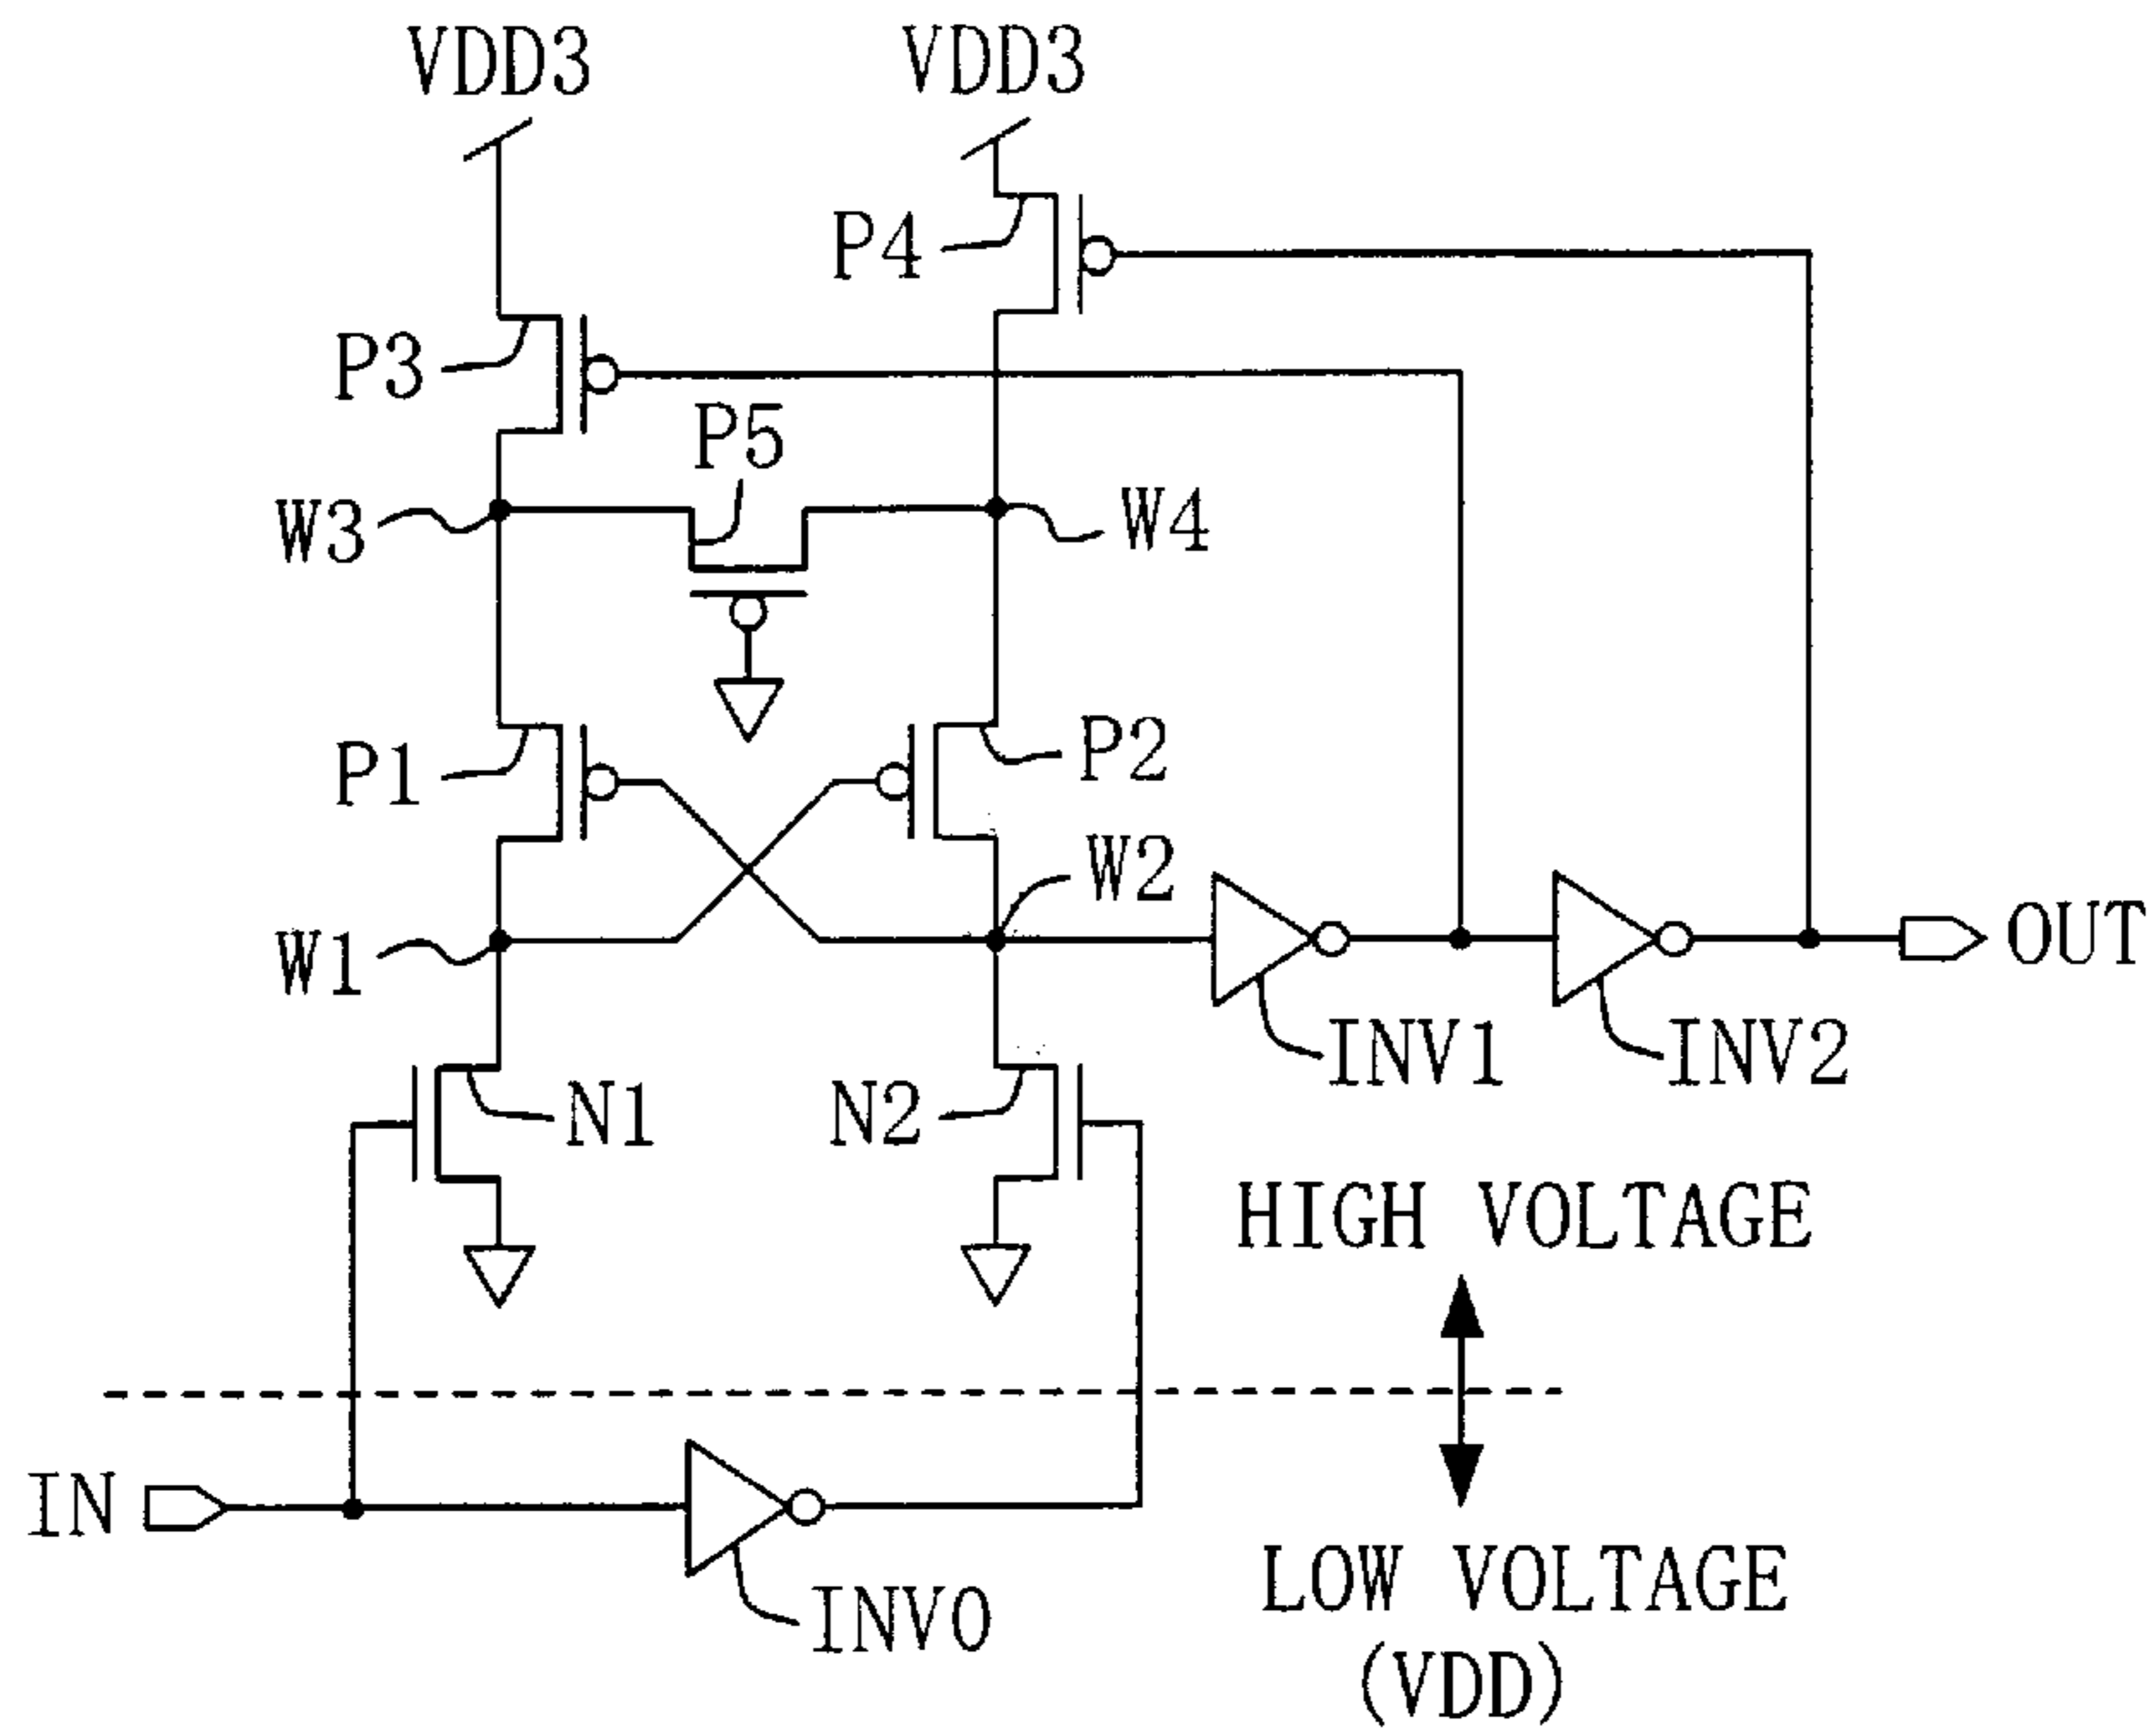 VDD3
VDD3
P4
P3
P5
W3
W4
P1
P2
W2
W1
OUT
INV1
INV2
N1
N2
HIGH VOLTAGE
IN
LOW VOLTAGE
(VDD)
INV0